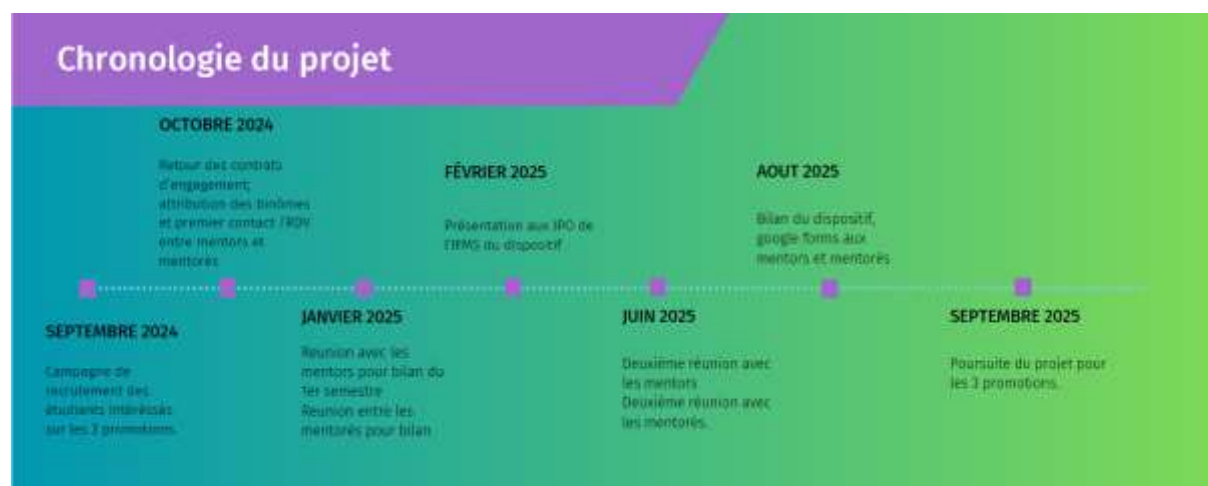 Chronologie du projet
OCTOBRE 2024
Retour des contrats
d'engagement;
attribution des binômes
et premier contact /RDV
entre mentors et
mentorés
FÉVRIER 2025
Présentation aux IPO de
l'IFMS du dispositif
AOUT 2025
Bilan du dispositif,
google forms aux
mentors et mentorés
SEPTEMBRE 2024
Campagne de
recrutement des
étudiants intéressés
sur les 3 promotions.
JANVIER 2025
Reunion avec les
mentors pour bilan du
1er semestre
Reunion entre les
mentorés pour bilan
JUIN 2025
Deuxième réunion avec
les mentors
Deuxième réunion avec
les mentorés.
SEPTEMBRE 2025
Poursuite du projet pour
les 3 promotions.